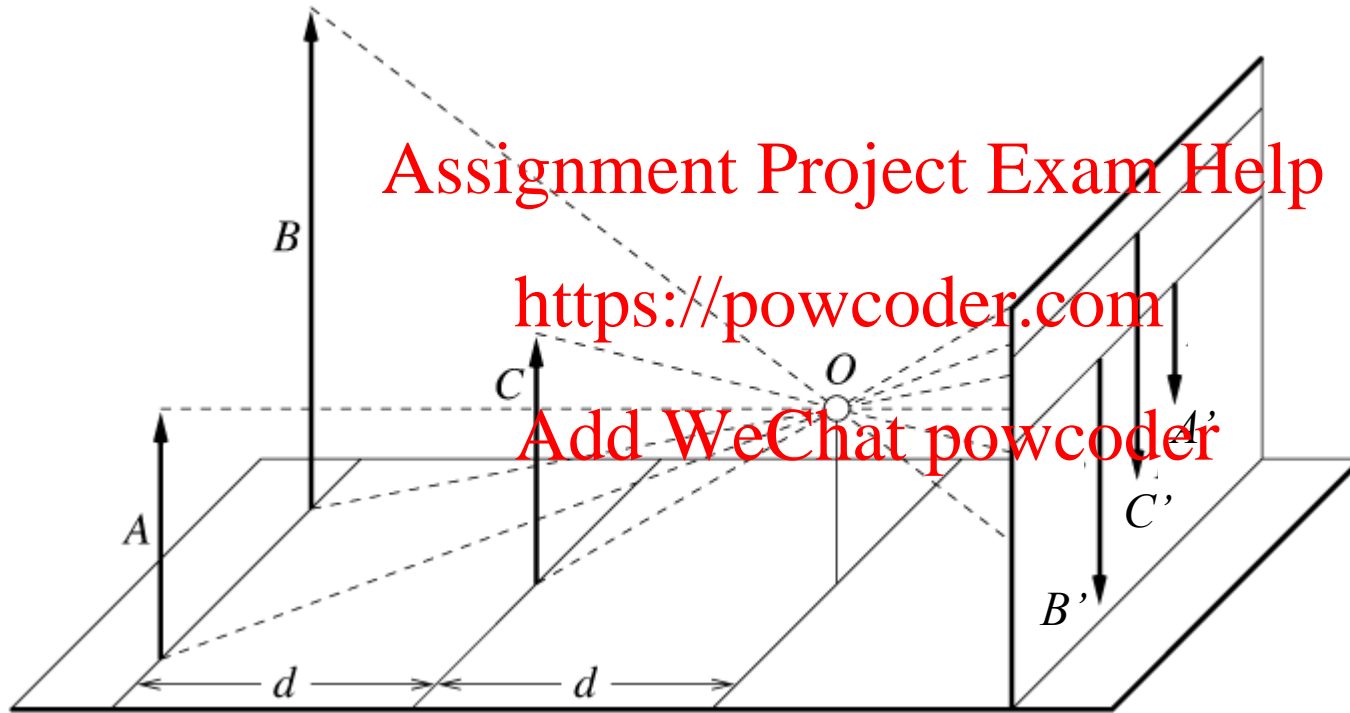 Assignment Project Exam Help
B
https://powcoder.com
O
C
Add WeChat powcoder
A'
C'
A
B'
d
d